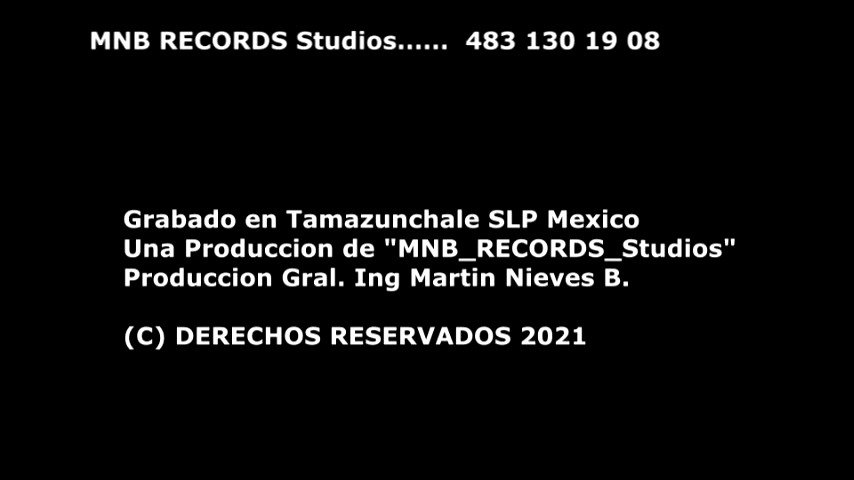 MNB RECORDS Studios...... 483 130 19 08
Grabado en Tamazunchale SLP Mexico
Una Produccion de "MNB_RECORDS_Studios"
Produccion Gral. Ing Martin Nieves B.
(C) DERECHOS RESERVADOS 2021